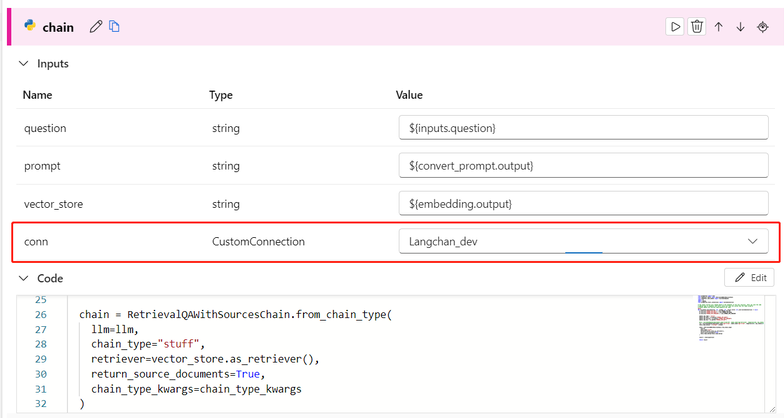 chain
Inputs
Name Type Value
question string ${inputs.question}
prompt string ${convert_prompt.output}
vector_store string ${embedding.output}
conn CustomConnection Langchan_dev
Code Edit
25
26 chain = RetrievalQAWithSourcesChain.from_chain_type(
27 llm=llm,
28 chain_type="stuff",
29 retriever=vector_store.as_retriever(),
30 return_source_documents=True,
31 chain_type_kwargs=chain_type_kwargs
32 )